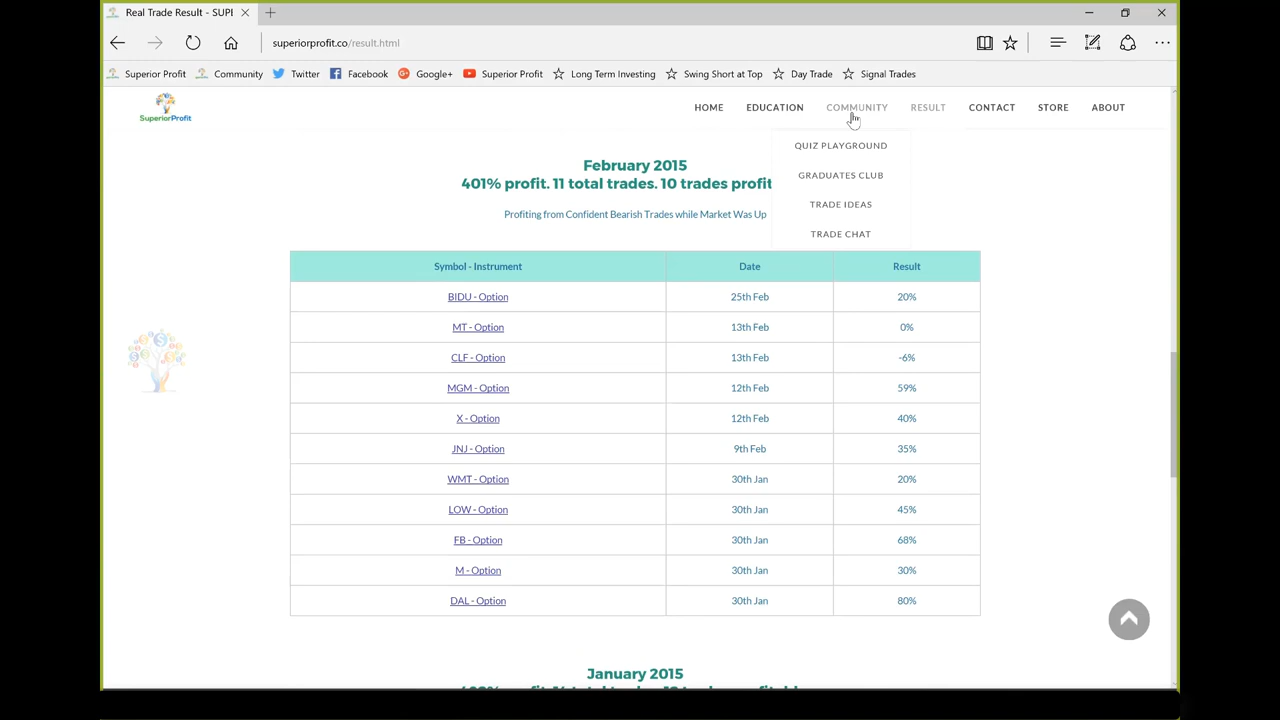 Real Trade Result - SUPE
superiorprofit.co/result.html
Superior Profit Community Twitter Facebook Google+ Superior Profit Long Term Investing Swing Short at Top Day Trade Signal Trades
SuperiorProfit
HOME EDUCATION COMMUNITY RESULT CONTACT STORE ABOUT
QUIZ PLAYGROUND
GRADUATES CLUB
TRADE IDEAS
TRADE CHAT
February 2015
401% profit. 11 total trades. 10 trades profit
Profiting from Confident Bearish Trades while Market Was Up
Symbol - Instrument Date Result
BIDU - Option 25th Feb 20%
MT - Option 13th Feb 0%
CLF - Option 13th Feb -6%
MGM - Option 12th Feb 59%
X - Option 12th Feb 40%
JNJ - Option 9th Feb 35%
WMT - Option 30th Jan 20%
LOW - Option 30th Jan 45%
FB - Option 30th Jan 68%
M - Option 30th Jan 30%
DAL - Option 30th Jan 80%
January 2015